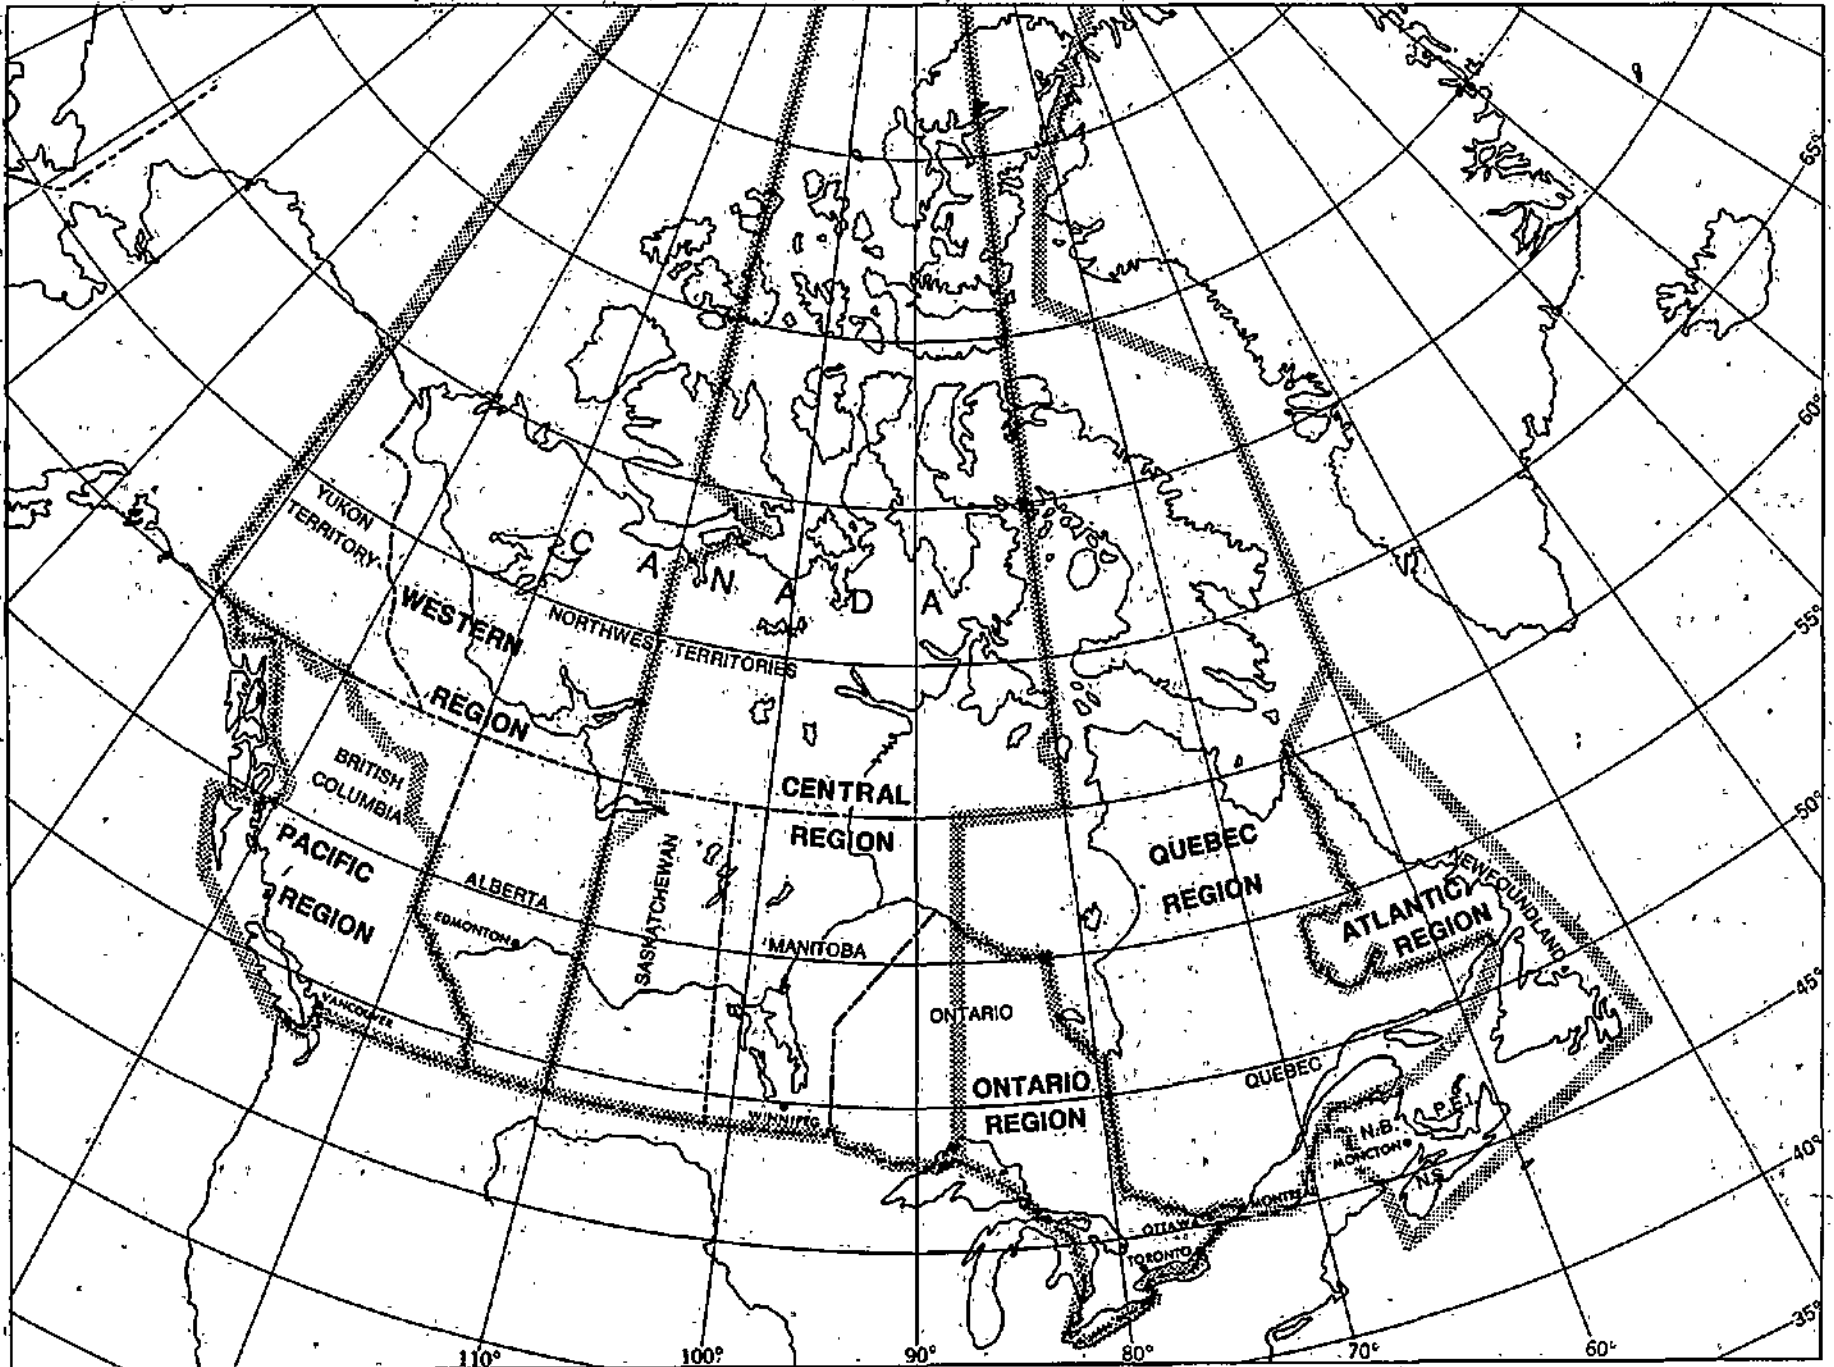 65°
60°
55°
50°
45°
40°
35°
YUKON
TERRITORY
C A N A D A
WESTERN
REGION
NORTHWEST TERRITORIES
BRITISH
COLUMBIA
PACIFIC
REGION
CENTRAL
REGION
QUEBEC
REGION
NEWFOUNDLAND
ATLANTIC
REGION
ALBERTA
EDMONTON
SASKATCHEWAN
MANITOBA
VANCOUVER
WINNIPEG
ONTARIO
ONTARIO
REGION
QUEBEC
P.E.I.
N.B.
MONCTON
N.S.
MONTREAL
OTTAWA
TORONTO
110° 100° 90° 80° 70° 60°